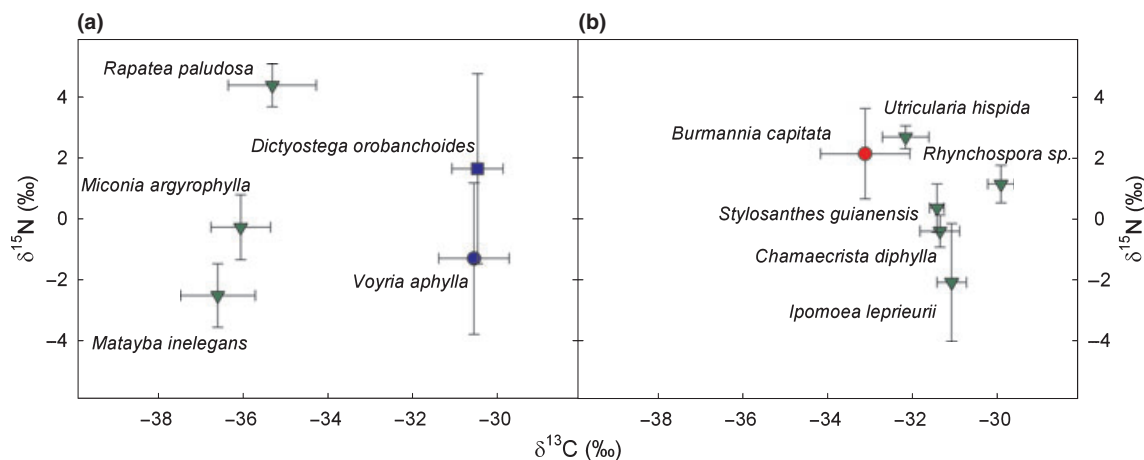 (a)
(b)
Rapatea paludosa
Dictyostega orobanchoides
Miconia argyrophylla
Voyria aphylla
Matayba inelegans
Utricularia hispida
Burmannia capitata
Rhynchospora sp..
Stylosanthes guianensis
Chamaecrista diphylla
Ipomoea leprieurii
δ15N (‰)
4
2
0
−2
−4
4
2
0
−2
−4
δ15N (‰)
−38 −36 −34 −32 −30
−38 −36 −34 −32 −30
δ13C (‰)